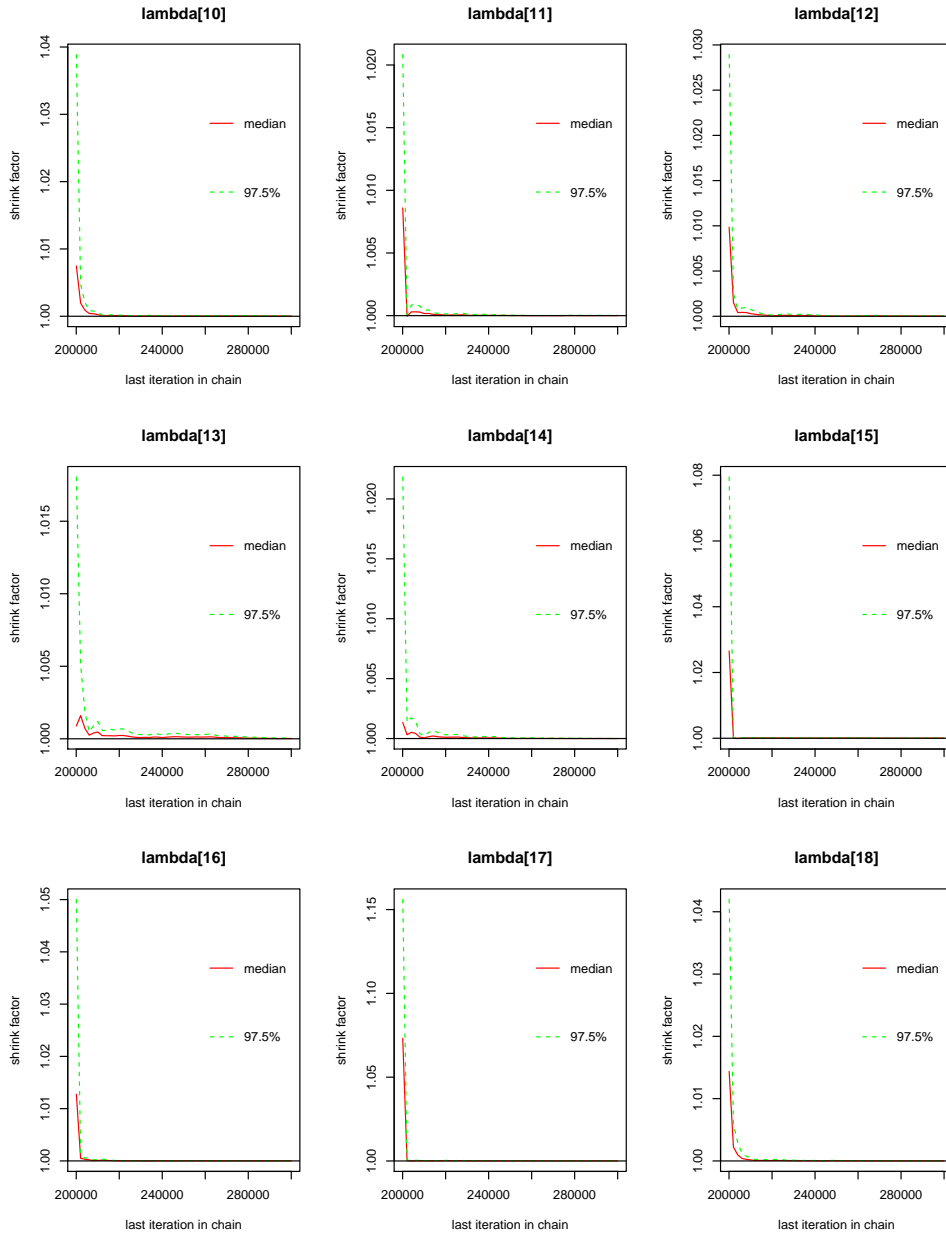 lambda[10]
shrink factor
1.00 1.01 1.02 1.03 1.04
median
97.5%
200000 240000 280000
last iteration in chain
lambda[11]
shrink factor
1.000 1.005 1.010 1.015 1.020
median
97.5%
200000 240000 280000
last iteration in chain
lambda[12]
shrink factor
1.000 1.005 1.010 1.015 1.020 1.025 1.030
median
97.5%
200000 240000 280000
last iteration in chain
lambda[13]
shrink factor
1.000 1.005 1.010 1.015
median
97.5%
200000 240000 280000
last iteration in chain
lambda[14]
shrink factor
1.000 1.005 1.010 1.015 1.020
median
97.5%
200000 240000 280000
last iteration in chain
lambda[15]
shrink factor
1.00 1.02 1.04 1.06 1.08
median
97.5%
200000 240000 280000
last iteration in chain
lambda[16]
shrink factor
1.00 1.01 1.02 1.03 1.04 1.05
median
97.5%
200000 240000 280000
last iteration in chain
lambda[17]
shrink factor
1.00 1.05 1.10 1.15
median
97.5%
200000 240000 280000
last iteration in chain
lambda[18]
shrink factor
1.00 1.01 1.02 1.03 1.04
median
97.5%
200000 240000 280000
last iteration in chain